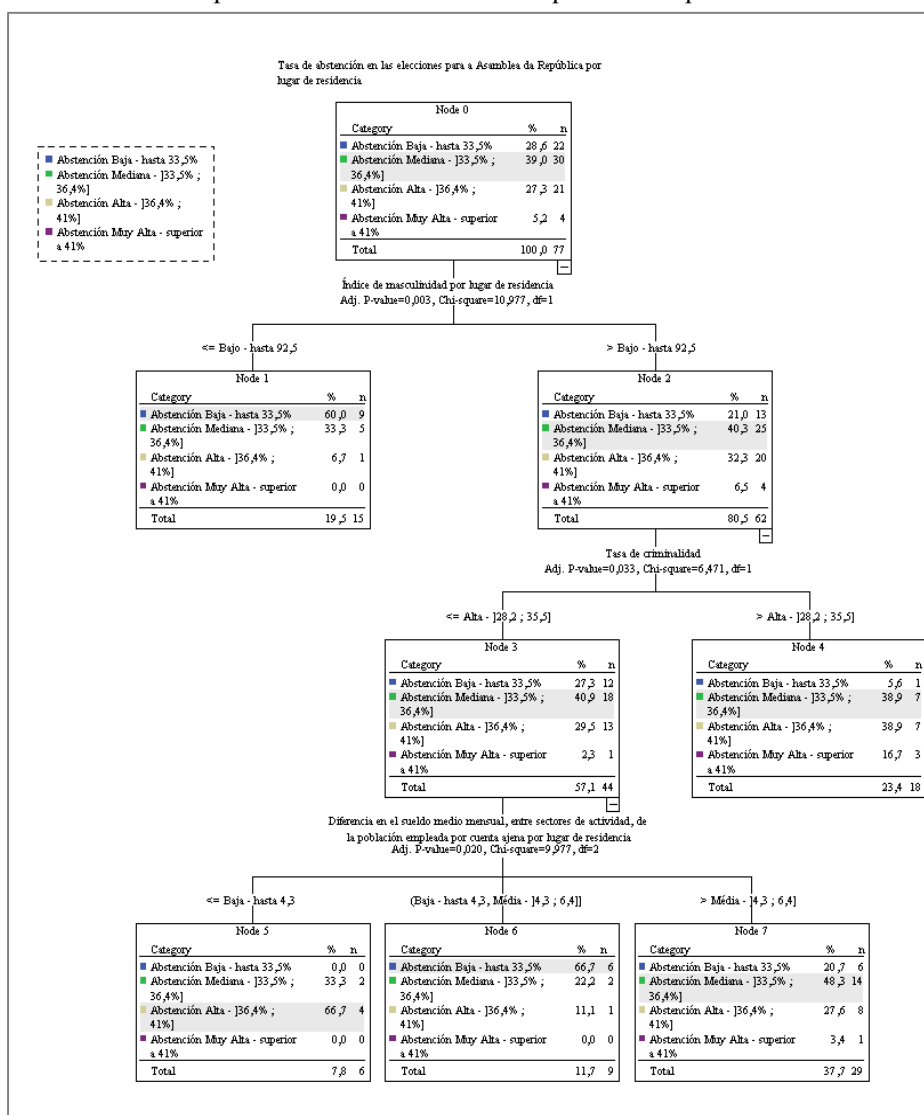 Tasa de abstención en las elecciones para a Asamblea da República por
lugar de residencia
Abstención Baja - hasta 33,5%
Abstención Mediana - ]33,5% ;
36,4%]
Abstención Alta - ]36,4% ;
41%]
Abstención Muy Alta - superior
a 41%
Node 0
Category % n
Abstención Baja - hasta 33,5% 28,6 22
Abstención Mediana - ]33,5% ; 39,0 30
36,4%]
Abstención Alta - ]36,4% ; 27,3 21
41%]
Abstención Muy Alta - superior 5,2 4
a 41%
Total 100,0 77
Índice de masculinidad por lugar de residencia
Adj. P-value=0,003, Chi-square=10,977, df=1
<= Bajo - hasta 92,5
> Bajo - hasta 92,5
Node 1
Category % n
Abstención Baja - hasta 33,5% 60,0 9
Abstención Mediana - ]33,5% ; 33,3 5
36,4%]
Abstención Alta - ]36,4% ; 6,7 1
41%]
Abstención Muy Alta - superior 0,0 0
a 41%
Total 19,5 15
Node 2
Category % n
Abstención Baja - hasta 33,5% 21,0 13
Abstención Mediana - ]33,5% ; 40,3 25
36,4%]
Abstención Alta - ]36,4% ; 32,3 20
41%]
Abstención Muy Alta - superior 6,5 4
a 41%
Total 80,5 62
Tasa de criminalidad
Adj. P-value=0,033, Chi-square=6,471, df=1
<= Alta - ]28,2 ; 35,5]
> Alta - ]28,2 ; 35,5]
Node 3
Category % n
Abstención Baja - hasta 33,5% 27,3 12
Abstención Mediana - ]33,5% ; 40,9 18
36,4%]
Abstención Alta - ]36,4% ; 29,5 13
41%]
Abstención Muy Alta - superior 2,3 1
a 41%
Total 57,1 44
Node 4
Category % n
Abstención Baja - hasta 33,5% 5,6 1
Abstención Mediana - ]33,5% ; 38,9 7
36,4%]
Abstención Alta - ]36,4% ; 38,9 7
41%]
Abstención Muy Alta - superior 16,7 3
a 41%
Total 23,4 18
Diferencia en el sueldo medio mensual, entre sectores de actividad, de
la población empleada por cuenta ajena por lugar de residencia
Adj. P-value=0,020, Chi-square=9,977, df=2
<= Baja - hasta 4,3
(Baja - hasta 4,3, Média - ]4,3 ; 6,4]]
> Média - ]4,3 ; 6,4]
Node 5
Category % n
Abstención Baja - hasta 33,5% 0,0 0
Abstención Mediana - ]33,5% ; 33,3 2
36,4%]
Abstención Alta - ]36,4% ; 66,7 4
41%]
Abstención Muy Alta - superior 0,0 0
a 41%
Total 7,8 6
Node 6
Category % n
Abstención Baja - hasta 33,5% 66,7 6
Abstención Mediana - ]33,5% ; 22,2 2
36,4%]
Abstención Alta - ]36,4% ; 11,1 1
41%]
Abstención Muy Alta - superior 0,0 0
a 41%
Total 11,7 9
Node 7
Category % n
Abstención Baja - hasta 33,5% 20,7 6
Abstención Mediana - ]33,5% ; 48,3 14
36,4%]
Abstención Alta - ]36,4% ; 27,6 8
41%]
Abstención Muy Alta - superior 3,4 1
a 41%
Total 37,7 29